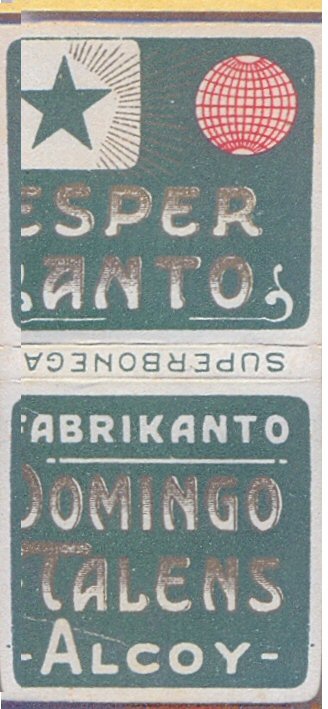 ESPER
ANTO
SUPERBONEGA
FABRIKANTO
DOMINGO
TALENS
-ALCOY-